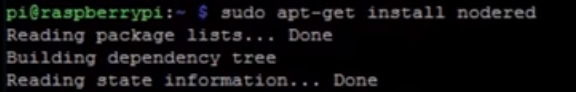 pi@raspberrypi:~ $ sudo apt-get install nodered
Reading package lists... Done
Building dependency tree
Reading state information... Done